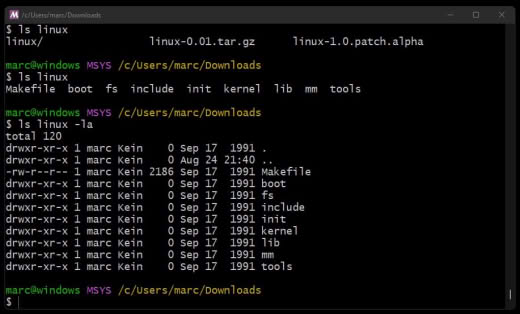 M /c/Users/marc/Downloads
$ ls linux
linux/ linux-0.01.tar.gz linux-1.0.patch.alpha
marc@windows MSYS /c/Users/marc/Downloads
$ ls linux
Makefile boot fs include init kernel lib mm tools
marc@windows MSYS /c/Users/marc/Downloads
$ ls linux -la
total 120
drwxr-xr-x 1 marc Kein 0 Sep 17 1991 .
drwxr-xr-x 1 marc Kein 0 Aug 24 21:40 ..
-rw-r--r-- 1 marc Kein 2186 Sep 17 1991 Makefile
drwxr-xr-x 1 marc Kein 0 Sep 17 1991 boot
drwxr-xr-x 1 marc Kein 0 Sep 17 1991 fs
drwxr-xr-x 1 marc Kein 0 Sep 17 1991 include
drwxr-xr-x 1 marc Kein 0 Sep 17 1991 init
drwxr-xr-x 1 marc Kein 0 Sep 17 1991 kernel
drwxr-xr-x 1 marc Kein 0 Sep 17 1991 lib
drwxr-xr-x 1 marc Kein 0 Sep 17 1991 mm
drwxr-xr-x 1 marc Kein 0 Sep 17 1991 tools
marc@windows MSYS /c/Users/marc/Downloads
$